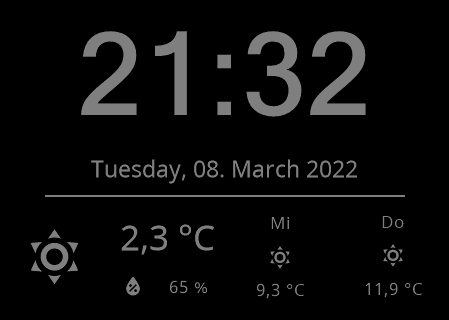 21:32
Tuesday, 08. March 2022
2,3 °C
65 %
Mi
9,3 °C
Do
11,9 °C